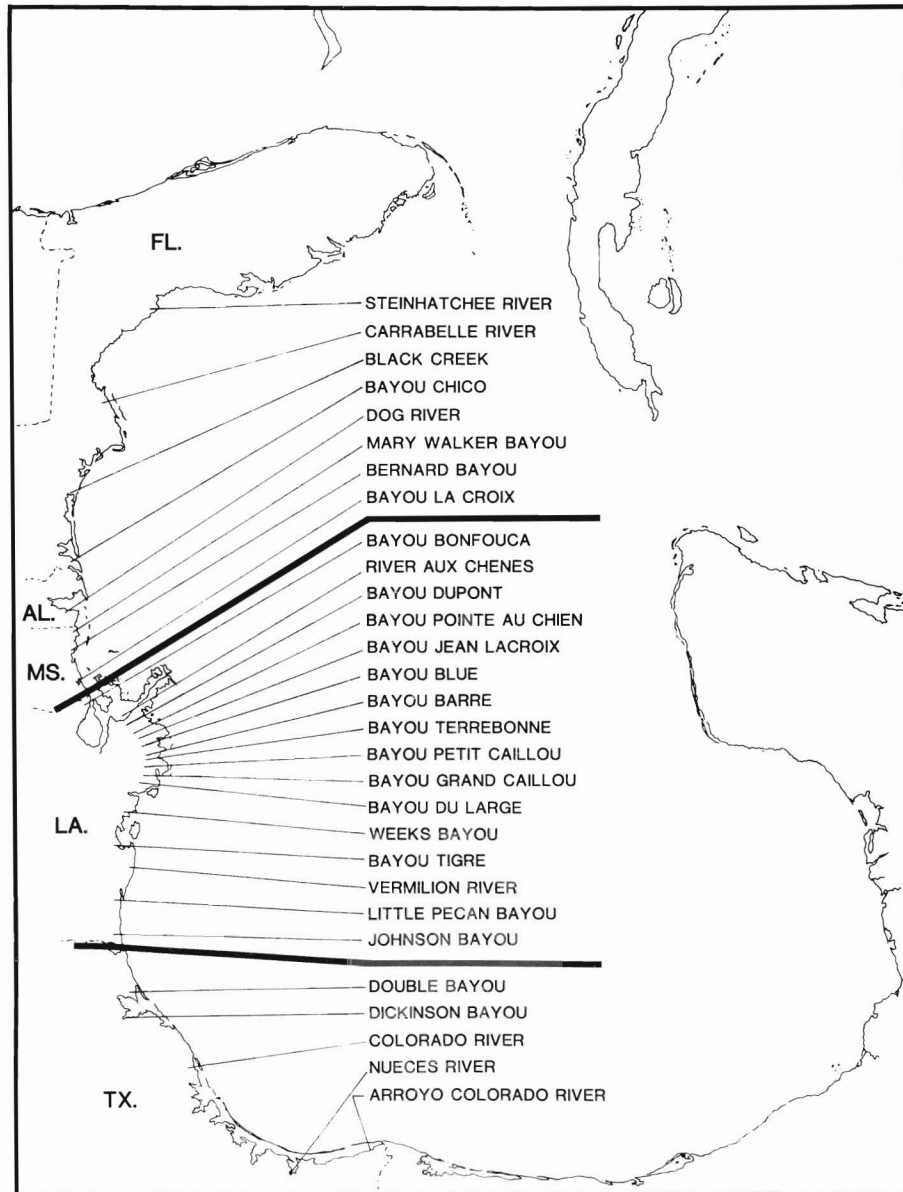 FL.
STEINHATCHEE RIVER
CARRABELLE RIVER
BLACK CREEK
BAYOU CHICO
DOG RIVER
MARY WALKER BAYOU
BERNARD BAYOU
BAYOU LA CROIX
BAYOU BONFOUCA
RIVER AUX CHENES
BAYOU DUPONT
AL.
BAYOU POINTE AU CHIEN
BAYOU JEAN LACROIX
MS.
BAYOU BLUE
BAYOU BARRE
BAYOU TERREBONNE
BAYOU PETIT CAILLOU
BAYOU GRAND CAILLOU
BAYOU DU LARGE
LA.
WEEKS BAYOU
BAYOU TIGRE
VERMILION RIVER
LITTLE PECAN BAYOU
JOHNSON BAYOU
DOUBLE BAYOU
DICKINSON BAYOU
COLORADO RIVER
NUECES RIVER
TX.
ARROYO COLORADO RIVER